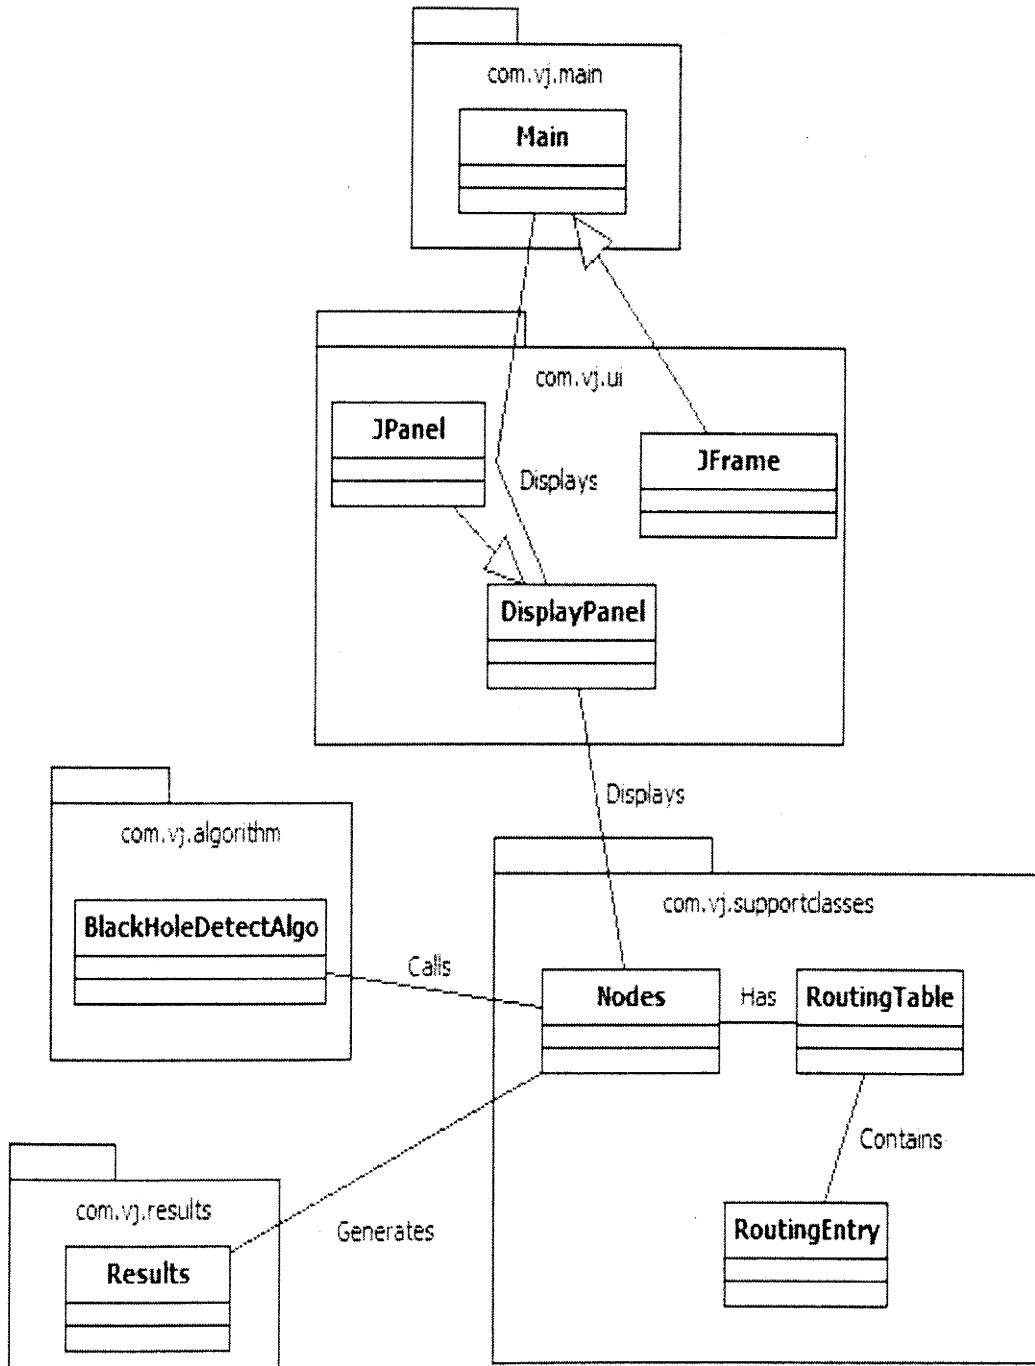 com.vj.main
Main
com.vj.ui
JPanel
JFrame
Displays
DisplayPanel
Displays
com.vj.algorithm
BlackHoleDetectAlgo
Calls
com.vj.supportclasses
Nodes
Has
RoutingTable
Contains
RoutingEntry
com.vj.results
Results
Generates